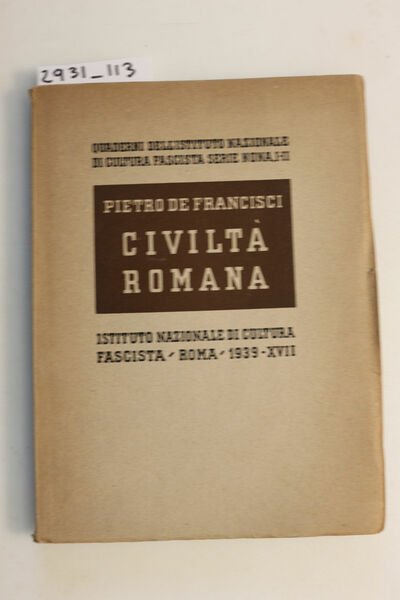 2931_113
QUADERNI DELL'ISTITUTO NAZIONALE
DI CULTURA FASCISTA SERIE NONA, I-II
PIETRO DE FRANCISCI
CIVILTÀ
ROMANA
ISTITUTO NAZIONALE DI CULTURA
FASCISTA - ROMA - 1939-XVII